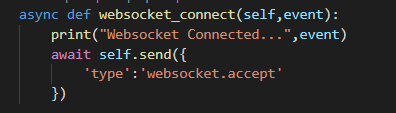 async def websocket_connect(self,event):
    print("Websocket Connected...",event)
    await self.send({
        'type':'websocket.accept'
    })